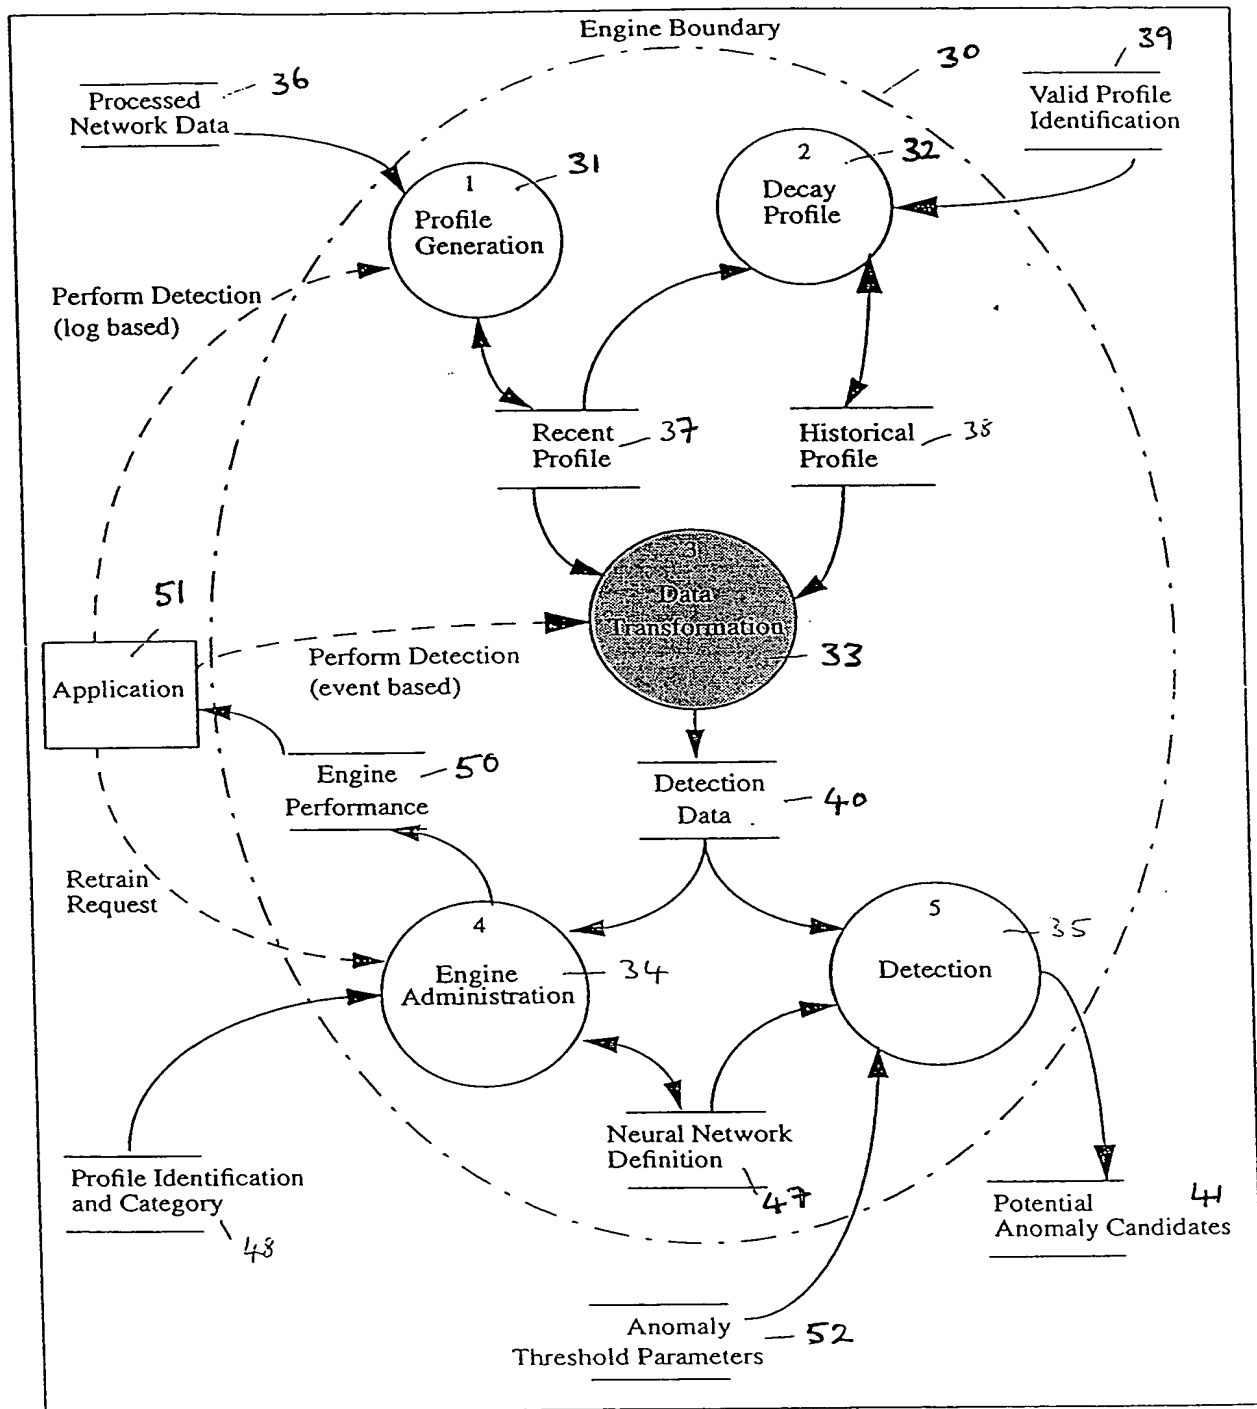 Engine Boundary
30
39
36
Processed
Network Data
Valid Profile
Identification
1
31
Profile
Generation
2
32
Decay
Profile
Perform Detection
(log based)
Recent
Profile
37
Historical
Profile
38
3
Data
Transformation
33
51
Application
Perform Detection
(event based)
Engine
Performance
50
Detection
Data
40
Retrain
Request
4
Engine
Administration
34
5
35
Detection
Neural Network
Definition
47
Profile Identification
and Category
48
Potential
Anomaly Candidates
41
Anomaly
Threshold Parameters
52